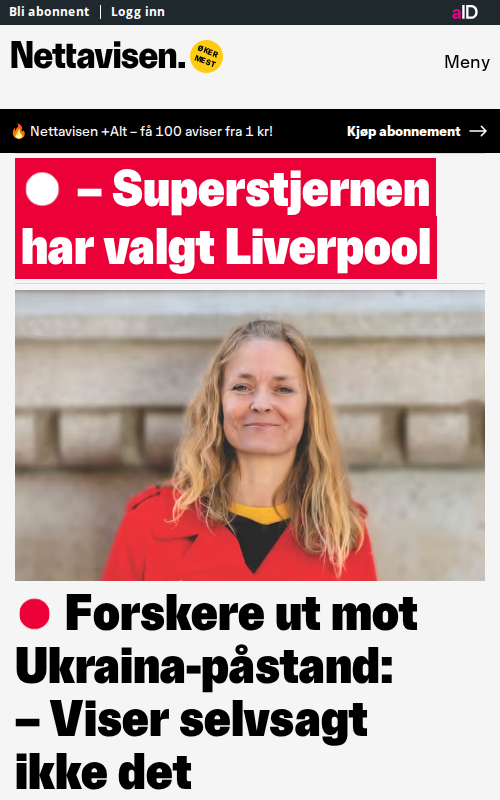 Bli abonnent | Logg inn
aID
Nettavisen.
ØKER
MEST
Meny
🔥 Nettavisen +Alt – få 100 aviser fra 1 kr!
Kjøp abonnement →
– Superstjernen
har valgt Liverpool
Forskere ut mot
Ukraina-påstand:
– Viser selvsagt
ikke det